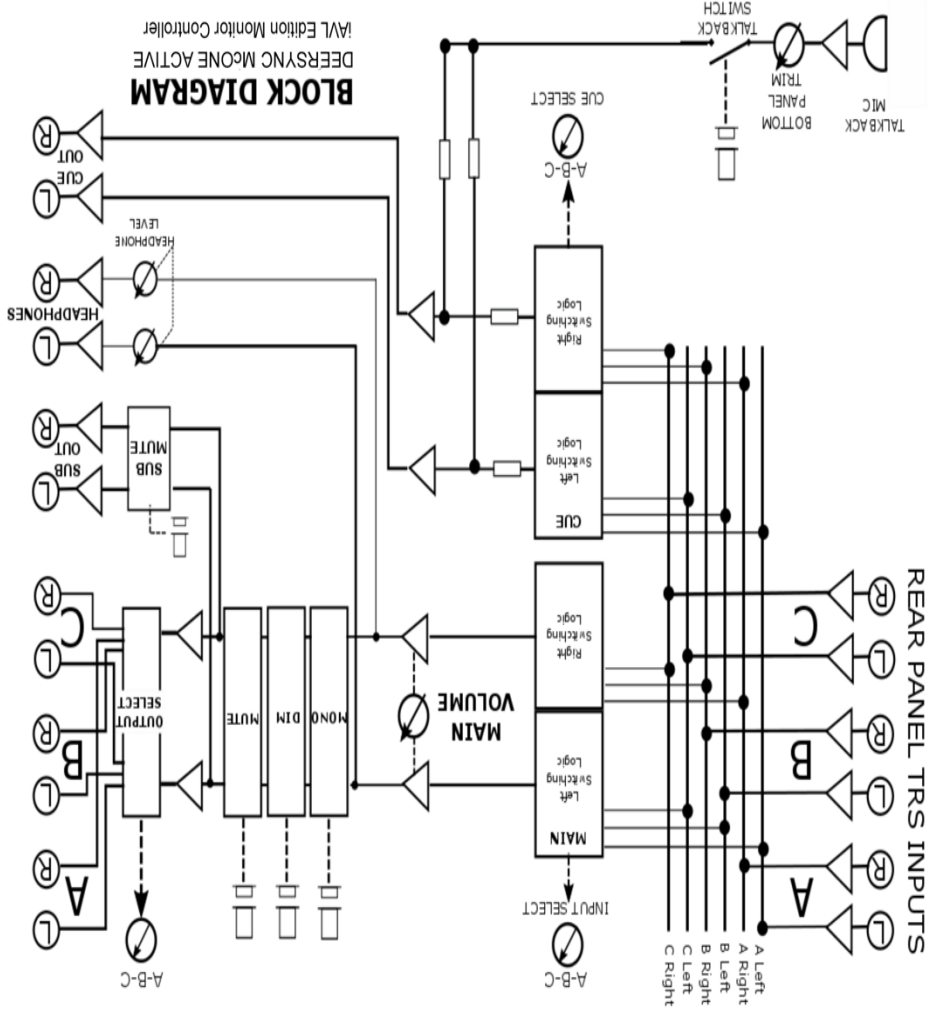 A Left
A Right
B Left
B Right
C Left
C Right
A-B-C
INPUT SELECT
A-B-C
REAR PANEL TRS INPUTS
L
A
R
L
B
R
L
C
R
MAIN
Left
Switching
Logic
Right
Switching
Logic
MAIN
VOLUME
MONO
DIM
MUTE
OUTPUT
SELECT
L
A
R
L
B
R
L
C
R
CUE
Left
Switching
Logic
Right
Switching
Logic
SUB
MUTE
L
SUB
OUT
R
L
HEADPHONES
R
HEADPHONE
LEVEL
L
CUE
OUT
R
A-B-C
CUE SELECT
TALKBACK
MIC
BOTTOM
PANEL
TRIM
TALKBACK
SWITCH
BLOCK DIAGRAM
DEERSYNC McONE ACTIVE
iAVL Edition Monitor Controller